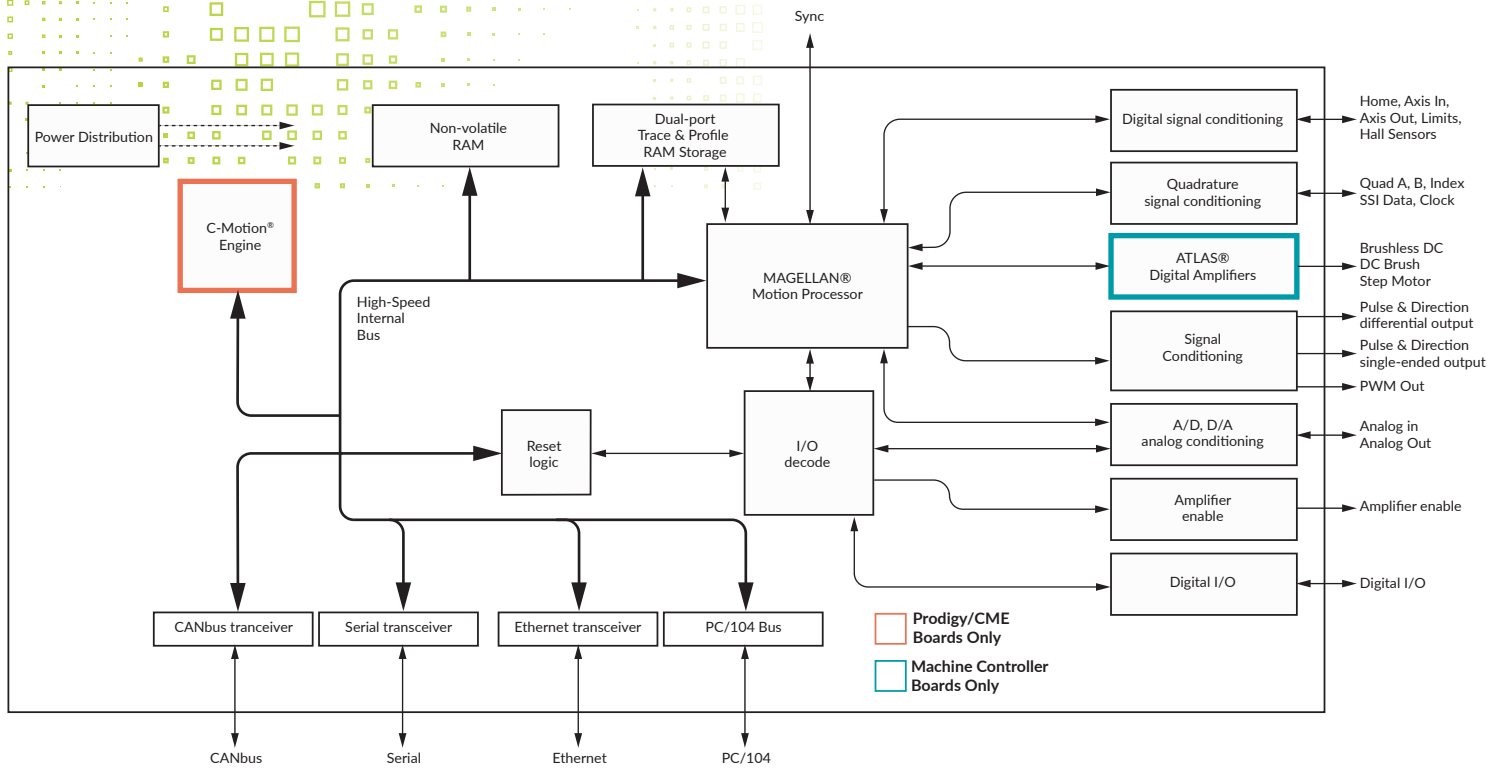 Sync
Power Distribution
Non-volatile
RAM
Dual-port
Trace & Profile
RAM Storage
Digital signal conditioning
Home, Axis In,
Axis Out, Limits,
Hall Sensors
C-Motion®
Engine
Quadrature
signal conditioning
Quad A, B, Index
SSI Data, Clock
High-Speed
Internal
Bus
MAGELLAN®
Motion Processor
ATLAS®
Digital Amplifiers
Brushless DC
DC Brush
Step Motor
Signal
Conditioning
Pulse & Direction
differential output
Pulse & Direction
single-ended output
PWM Out
Reset
logic
I/O
decode
A/D, D/A
analog conditioning
Analog in
Analog Out
Amplifier
enable
Amplifier enable
Digital I/O
Digital I/O
CANbus tranceiver
Serial transceiver
Ethernet transceiver
PC/104 Bus
Prodigy/CME
Boards Only
Machine Controller
Boards Only
CANbus
Serial
Ethernet
PC/104